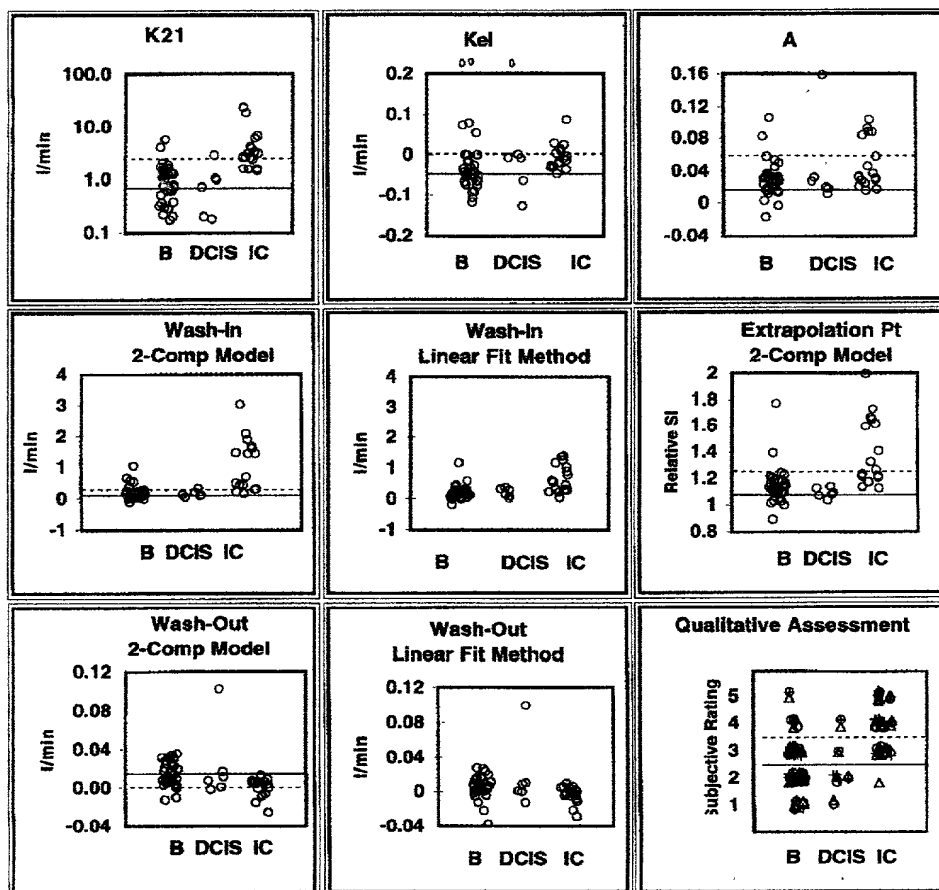 K21
100.0
10.0
1.0
0.1
l/min
B DCIS IC
Kel
0.2
0.1
0
-0.1
-0.2
l/min
B DCIS IC
A
0.16
0.12
0.08
0.04
0
-0.04
l/min
B DCIS IC
Wash-In
2-Comp Model
4
3
2
1
0
-1
l/min
B DCIS IC
Wash-In
Linear Fit Method
4
3
2
1
0
-1
l/min
B DCIS IC
Extrapolation Pt
2-Comp Model
2
1.8
1.6
1.4
1.2
1
0.8
Relative SI
B DCIS IC
Wash-Out
2-Comp Model
0.12
0.08
0.04
0.00
-0.04
l/min
B DCIS IC
Wash-Out
Linear Fit Method
0.12
0.08
0.04
0
-0.04
l/min
B DCIS IC
Qualitative Assessment
5
4
3
2
1
Subjective Rating
B DCIS IC